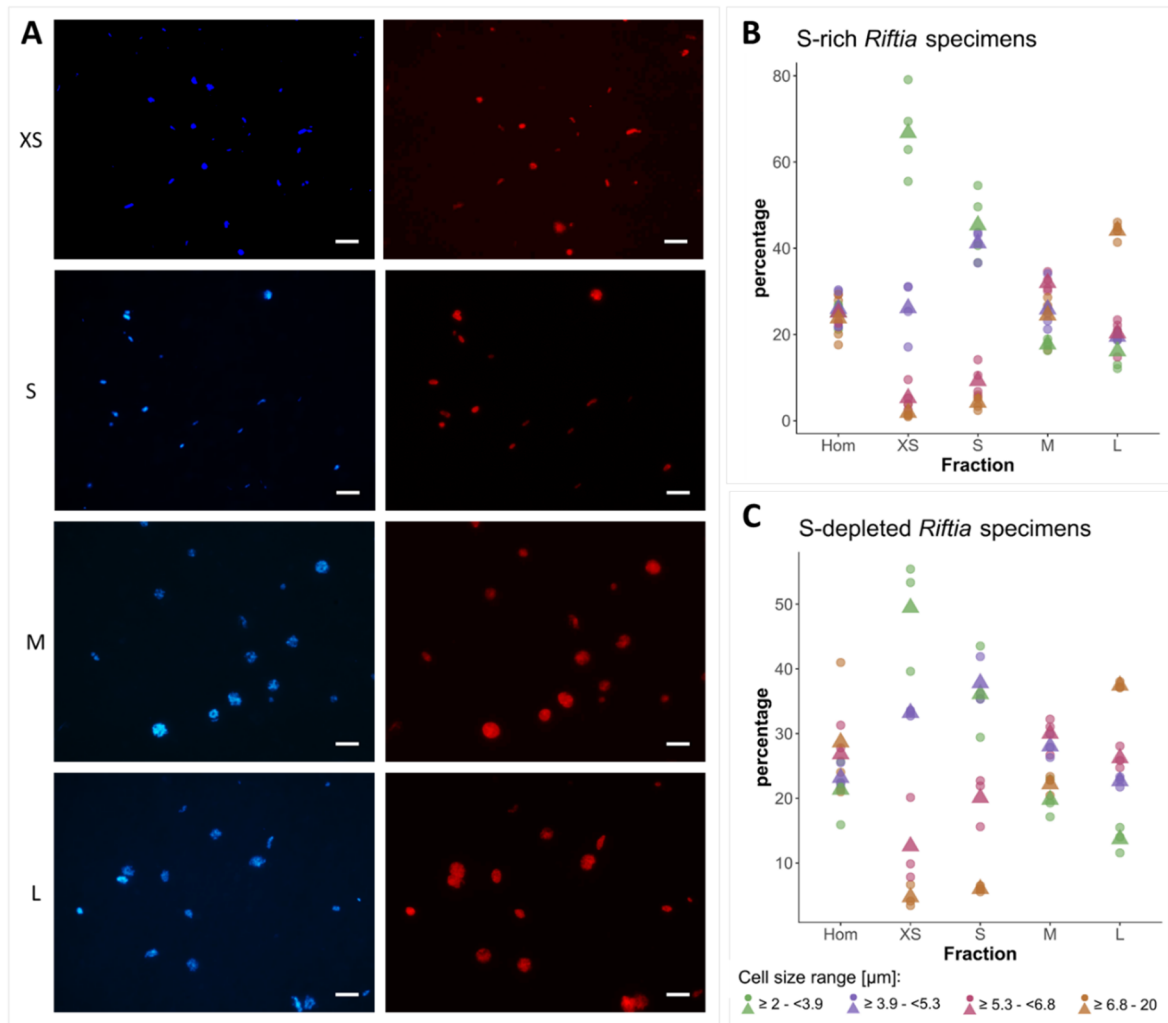 A
XS
S
M
L
B
S-rich Riftia specimens
percentage
80
60
40
20
0
Hom XS S M L
Fraction
C
S-depleted Riftia specimens
percentage
50
40
30
20
10
Hom XS S M L
Fraction
Cell size range [µm]:
≥ 2 - <3.9 ≥ 3.9 - <5.3 ≥ 5.3 - <6.8 ≥ 6.8 - 20